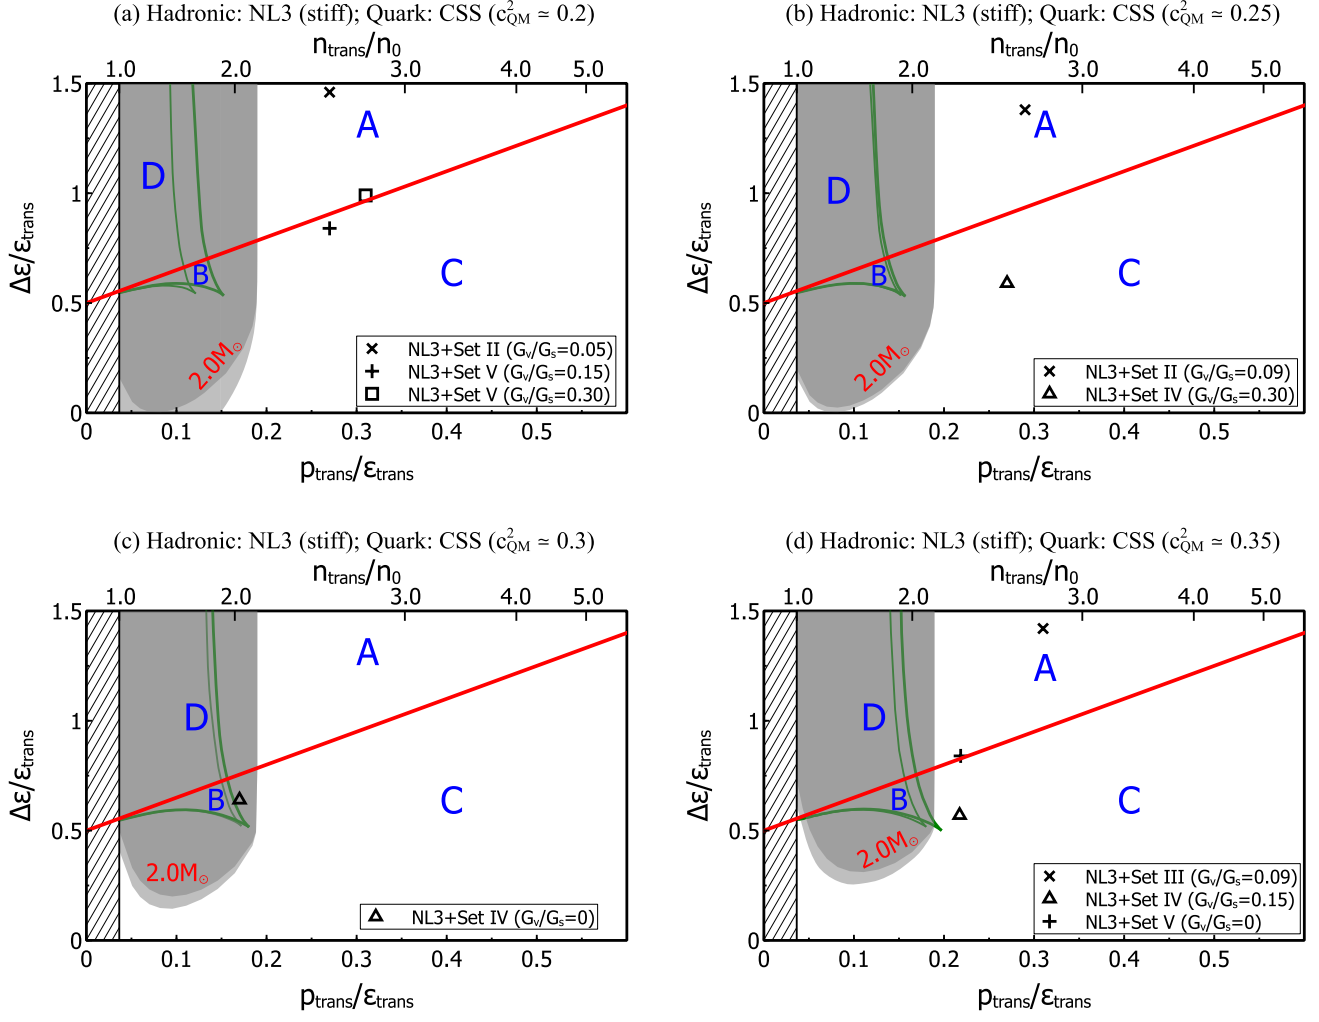 (a) Hadronic: NL3 (stiff); Quark: CSS (c²QM ≃ 0.2)
ntrans/n0
1.0 2.0 3.0 4.0 5.0
1.5
1
0.5
0
Δε/εtrans
A
D
B
C
2.0M☉
NL3+Set II (Gv/Gs=0.05)
NL3+Set V (Gv/Gs=0.15)
NL3+Set V (Gv/Gs=0.30)
0 0.1 0.2 0.3 0.4 0.5
ptrans/εtrans
(b) Hadronic: NL3 (stiff); Quark: CSS (c²QM ≃ 0.25)
ntrans/n0
1.0 2.0 3.0 4.0 5.0
1.5
1
0.5
0
Δε/εtrans
A
D
B
C
2.0M☉
NL3+Set II (Gv/Gs=0.09)
NL3+Set IV (Gv/Gs=0.30)
0 0.1 0.2 0.3 0.4 0.5
ptrans/εtrans
(c) Hadronic: NL3 (stiff); Quark: CSS (c²QM ≃ 0.3)
ntrans/n0
1.0 2.0 3.0 4.0 5.0
1.5
1
0.5
0
Δε/εtrans
A
D
B
C
2.0M☉
NL3+Set IV (Gv/Gs=0)
0 0.1 0.2 0.3 0.4 0.5
ptrans/εtrans
(d) Hadronic: NL3 (stiff); Quark: CSS (c²QM ≃ 0.35)
ntrans/n0
1.0 2.0 3.0 4.0 5.0
1.5
1
0.5
0
Δε/εtrans
A
D
B
C
2.0M☉
NL3+Set III (Gv/Gs=0.09)
NL3+Set IV (Gv/Gs=0.15)
NL3+Set V (Gv/Gs=0)
0 0.1 0.2 0.3 0.4 0.5
ptrans/εtrans